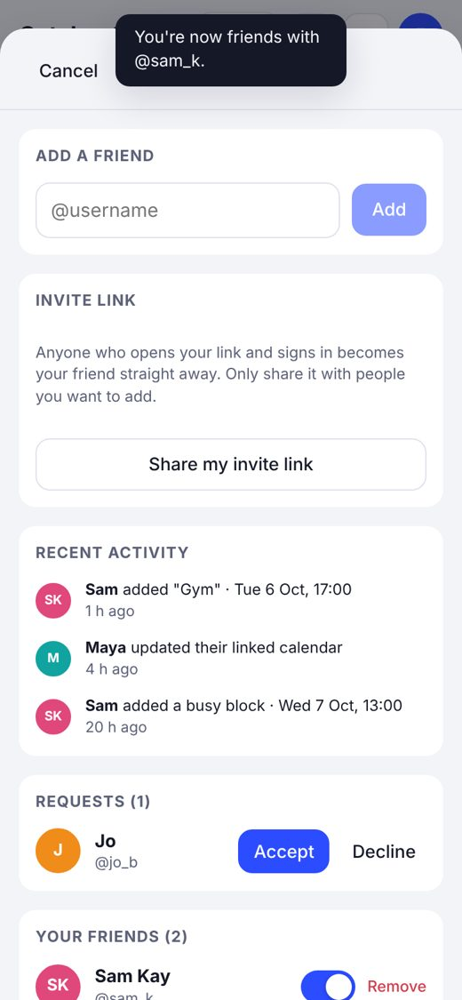 You're now friends with
@sam_k.
Cancel
ADD A FRIEND
@username
Add
INVITE LINK
Anyone who opens your link and signs in becomes
your friend straight away. Only share it with people
you want to add.
Share my invite link
RECENT ACTIVITY
SK
Sam added "Gym" · Tue 6 Oct, 17:00
1 h ago
M
Maya updated their linked calendar
4 h ago
SK
Sam added a busy block · Wed 7 Oct, 13:00
20 h ago
REQUESTS (1)
J
Jo
@jo_b
Accept
Decline
YOUR FRIENDS (2)
SK
Sam Kay
@sam_k
Remove